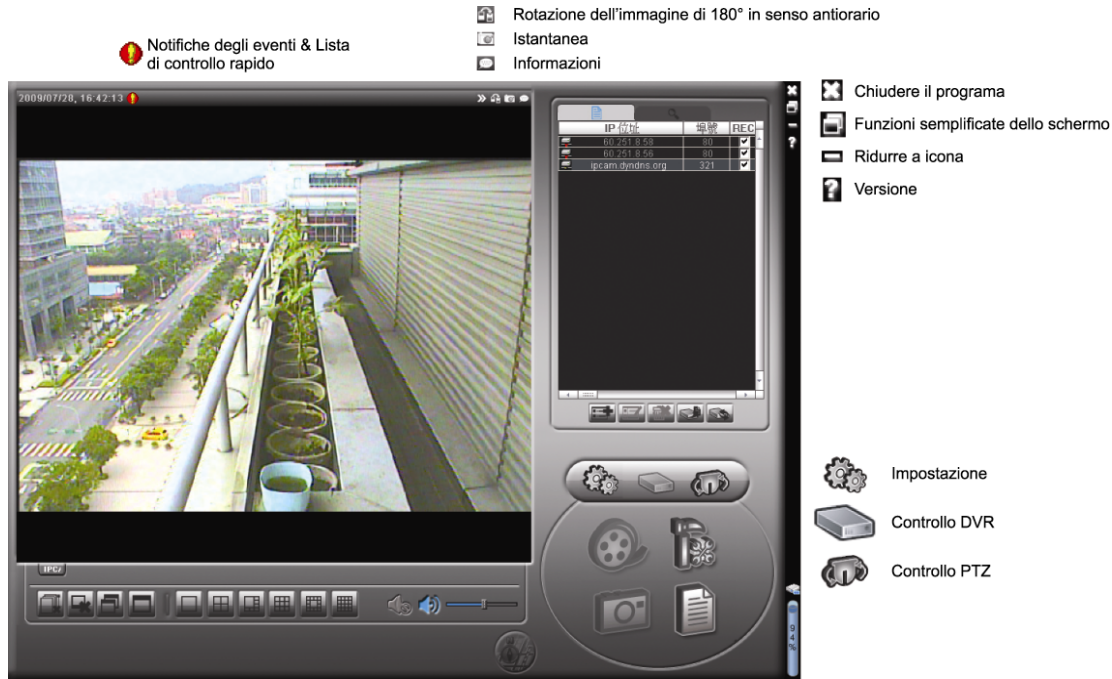 Rotazione dell'immagine di 180° in senso antiorario
Istantanea
Informazioni
Notifiche degli eventi & Lista
di controllo rapido
2009/07/28, 16:42:13
Chiudere il programa
Funzioni semplificate dello schermo
Ridurre a icona
Versione
IP 位址 埠號 REC
60.251.8.58 80
60.251.8.56 80
ipcam.dyndns.org 321
Impostazione
Controllo DVR
Controllo PTZ
IPC
94%